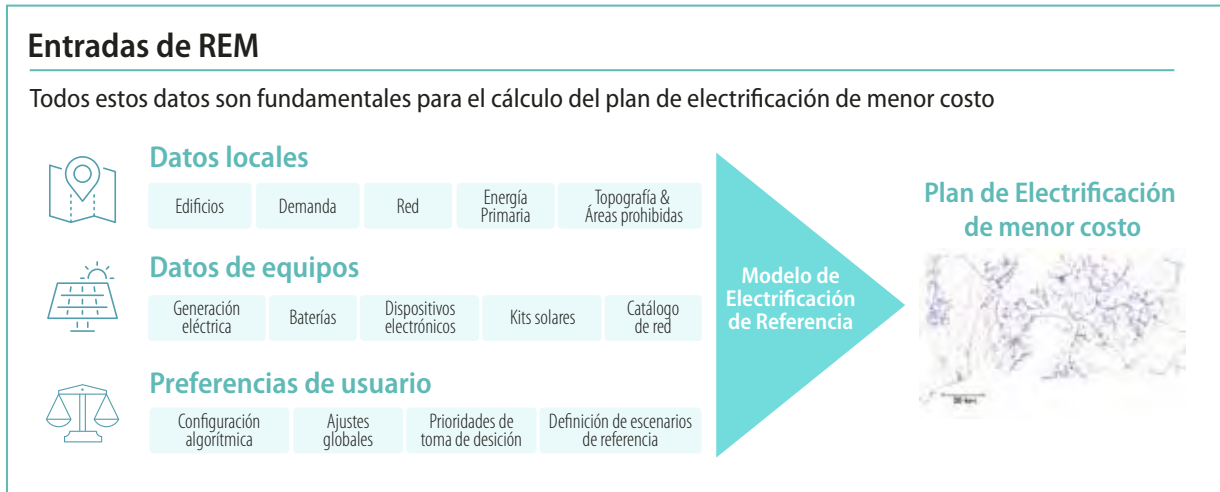 Entradas de REM
Todos estos datos son fundamentales para el cálculo del plan de electrificación de menor costo
Datos locales
Edificios
Demanda
Red
Energía
Primaria
Topografía &
Áreas prohibidas
Datos de equipos
Generación
eléctrica
Baterías
Dispositivos
electrónicos
Kits solares
Catálogo
de red
Preferencias de usuario
Configuración
algorítmica
Ajustes
globales
Prioridades de
toma de desición
Definición de escenarios
de referencia
Modelo de
Electrificación
de Referencia
Plan de Electrificación
de menor costo